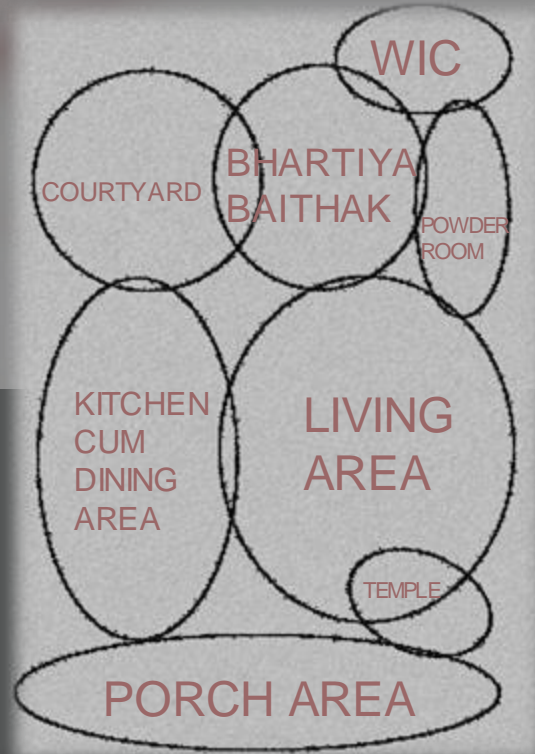 WIC
BHARTIYA
BAITHAK
COURTYARD
POWDER
ROOM
KITCHEN
CUM
DINING
AREA
LIVING
AREA
TEMPLE
PORCH AREA